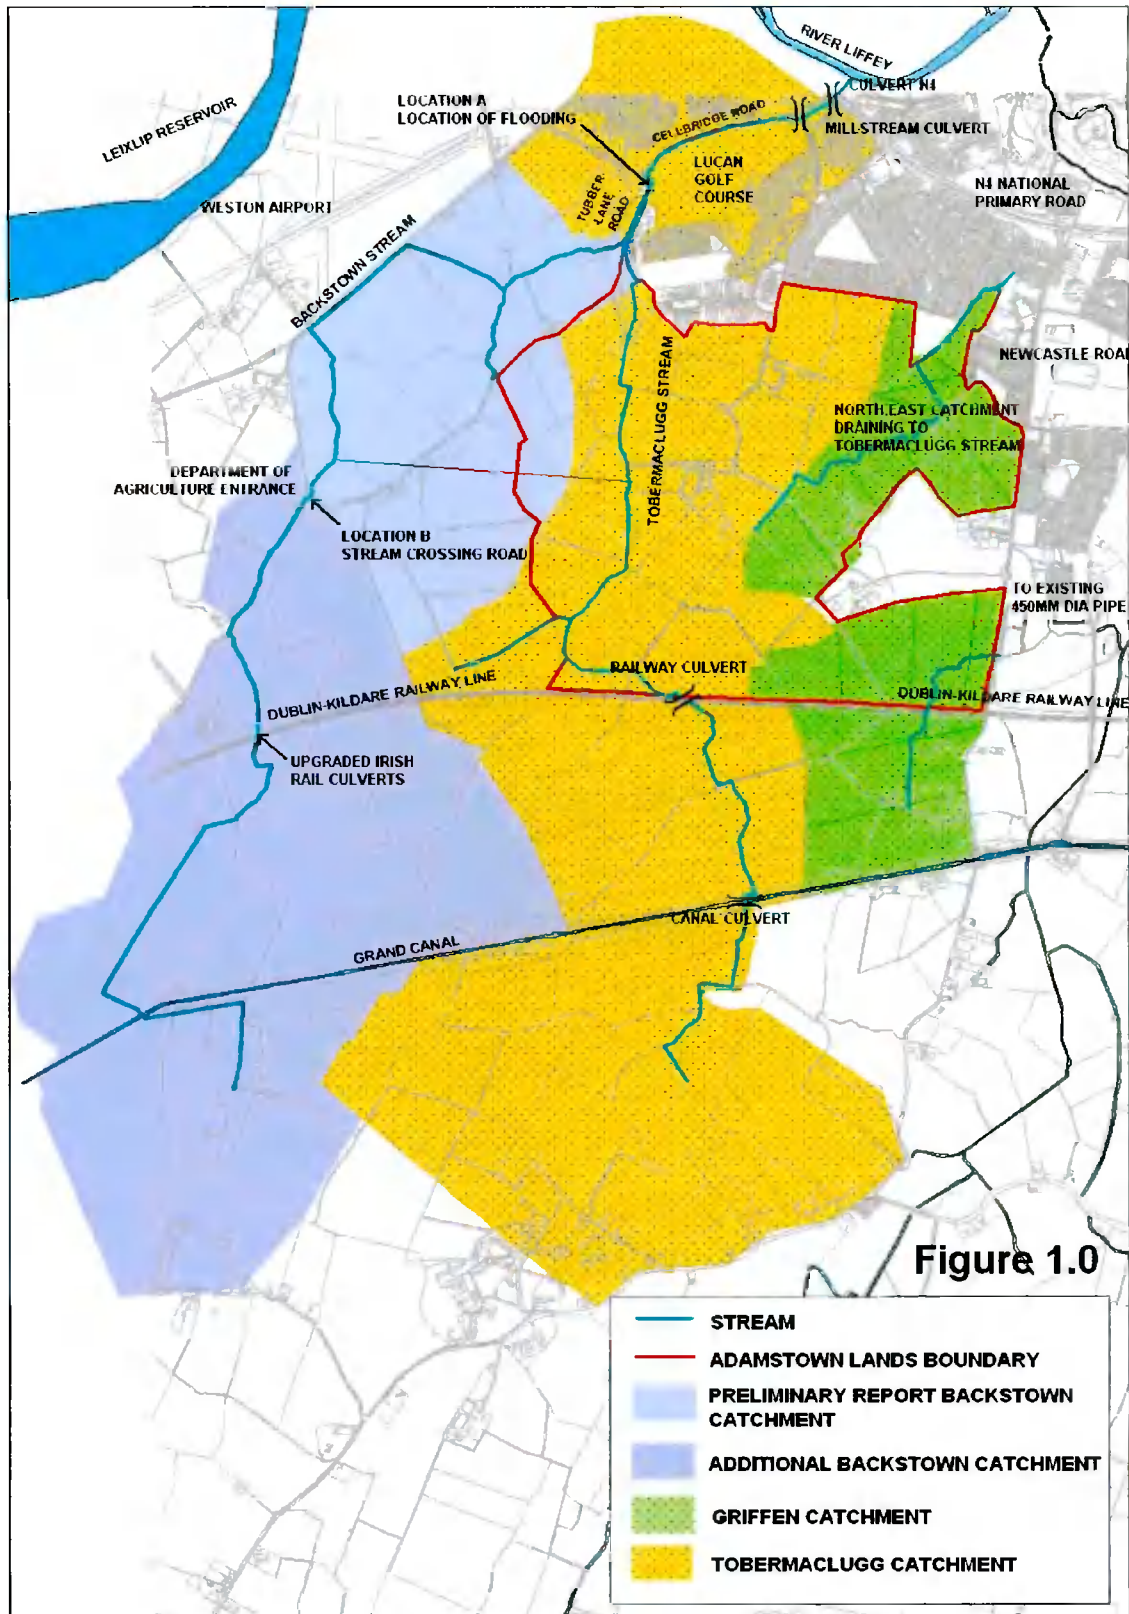 RIVER LIFFEY
CULVERT N4
LOCATION A
LOCATION OF FLOODING
CELLBRIDGE ROAD
MILLSTREAM CULVERT
LEIXLIP RESERVOIR
LUCAN
GOLF
COURSE
N4 NATIONAL
PRIMARY ROAD
TUBBER
LANE
ROAD
WESTON AIRPORT
BACKSTOWN STREAM
NEWCASTLE ROAD
TOBERMACLUGG STREAM
NORTH EAST CATCHMENT
DRAINING TO
TOBERMACLUGG STREAM
DEPARTMENT OF
AGRICULTURE ENTRANCE
LOCATION B
STREAM CROSSING ROAD
TO EXISTING
450MM DIA PIPE
RAILWAY CULVERT
DUBLIN-KILDARE RAILWAY LINE
DUBLIN-KILDARE RAILWAY LINE
UPGRADED IRISH
RAIL CULVERTS
CANAL CULVERT
GRAND CANAL
Figure 1.0
STREAM
ADAMSTOWN LANDS BOUNDARY
PRELIMINARY REPORT BACKSTOWN
CATCHMENT
ADDITIONAL BACKSTOWN CATCHMENT
GRIFFEN CATCHMENT
TOBERMACLUGG CATCHMENT